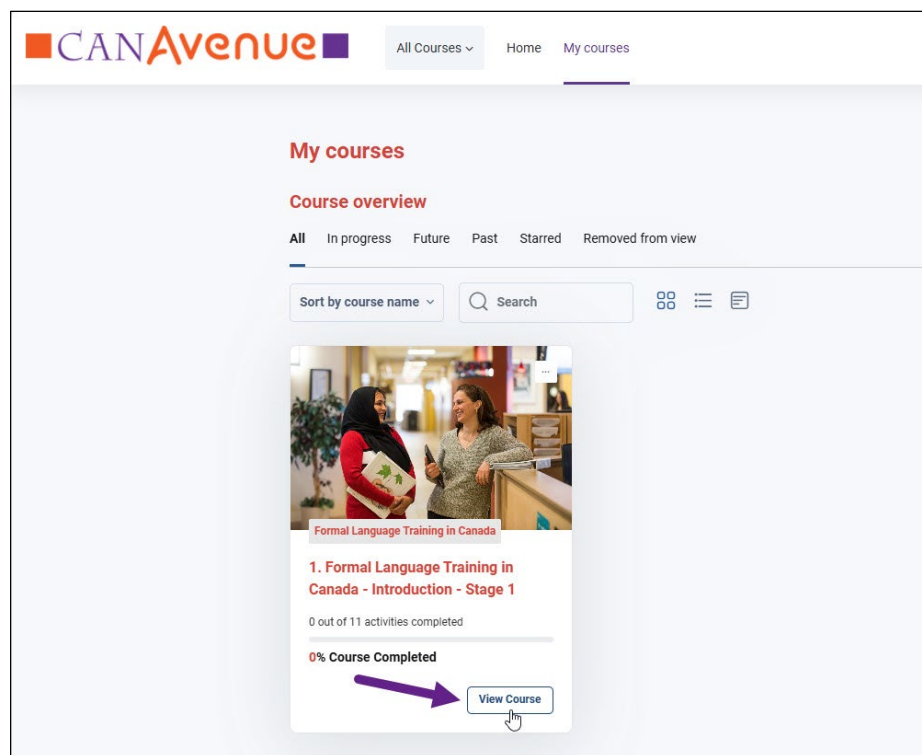 CANAvenue
All Courses
Home
My courses
My courses
Course overview
All
In progress
Future
Past
Starred
Removed from view
Sort by course name
Search
...
Formal Language Training in Canada
1. Formal Language Training in
Canada - Introduction - Stage 1
0 out of 11 activities completed
0% Course Completed
View Course